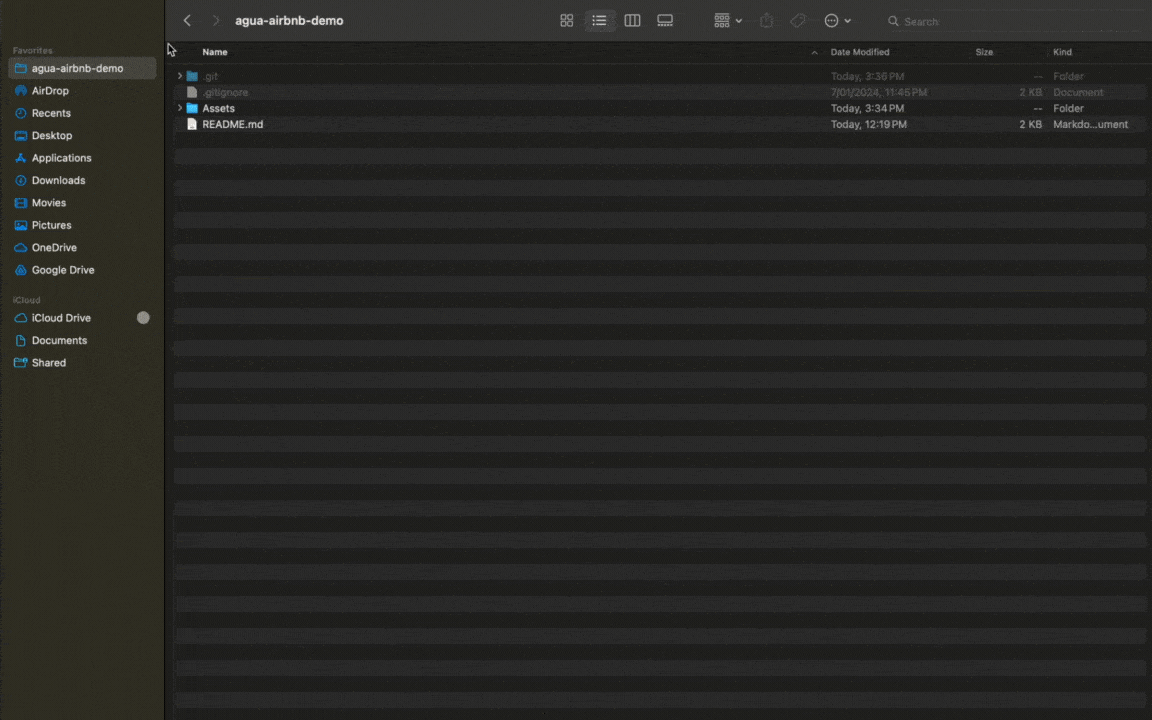 agua-airbnb-demo
Search
Favorites
agua-airbnb-demo
AirDrop
Recents
Desktop
Applications
Downloads
Movies
Pictures
OneDrive
Google Drive
iCloud
iCloud Drive
Documents
Shared
Name Date Modified Size Kind
.git Today, 3:36 PM -- Folder
.gitignore 7/01/2024, 11:45 PM 2 KB Document
Assets Today, 3:34 PM -- Folder
README.md Today, 12:19 PM 2 KB Markdo...ument